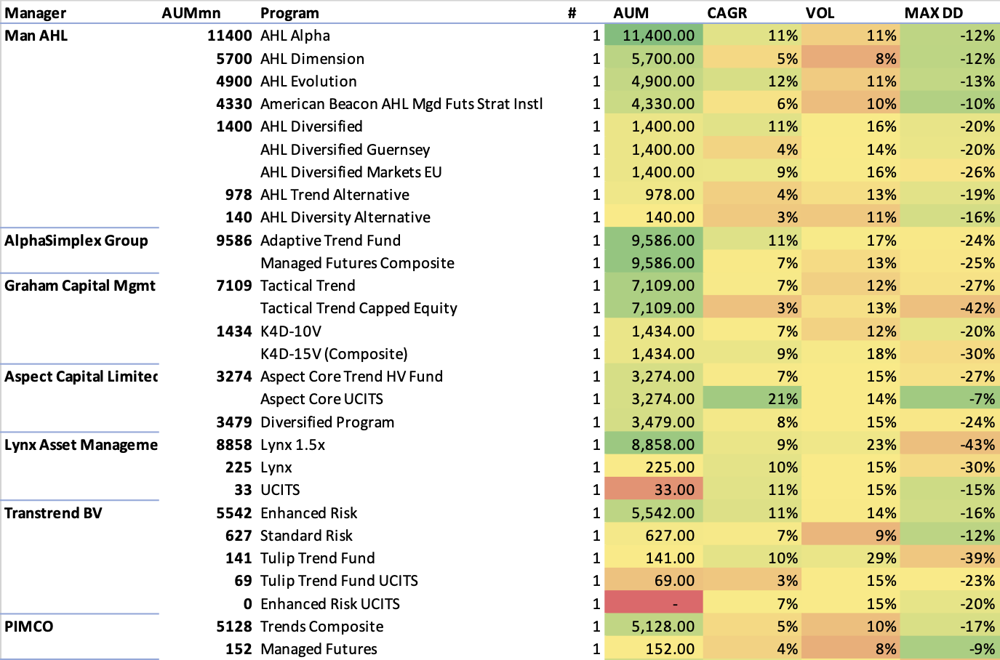 Manager AUMmn Program # AUM CAGR VOL MAX DD
Man AHL 11400 AHL Alpha 1 11,400.00 11% 11% -12%
5700 AHL Dimension 1 5,700.00 5% 8% -12%
4900 AHL Evolution 1 4,900.00 12% 11% -13%
4330 American Beacon AHL Mgd Futs Strat Instl 1 4,330.00 6% 10% -10%
1400 AHL Diversified 1 1,400.00 11% 16% -20%
AHL Diversified Guernsey 1 1,400.00 4% 14% -20%
AHL Diversified Markets EU 1 1,400.00 9% 16% -26%
978 AHL Trend Alternative 1 978.00 4% 13% -19%
140 AHL Diversity Alternative 1 140.00 3% 11% -16%
AlphaSimplex Group 9586 Adaptive Trend Fund 1 9,586.00 11% 17% -24%
Managed Futures Composite 1 9,586.00 7% 13% -25%
Graham Capital Mgmt 7109 Tactical Trend 1 7,109.00 7% 12% -27%
Tactical Trend Capped Equity 1 7,109.00 3% 13% -42%
1434 K4D-10V 1 1,434.00 7% 12% -20%
K4D-15V (Composite) 1 1,434.00 9% 18% -30%
Aspect Capital Limitec 3274 Aspect Core Trend HV Fund 1 3,274.00 7% 15% -27%
Aspect Core UCITS 1 3,274.00 21% 14% -7%
3479 Diversified Program 1 3,479.00 8% 15% -24%
Lynx Asset Manageme 8858 Lynx 1.5x 1 8,858.00 9% 23% -43%
225 Lynx 1 225.00 10% 15% -30%
33 UCITS 1 33.00 11% 15% -15%
Transtrend BV 5542 Enhanced Risk 1 5,542.00 11% 14% -16%
627 Standard Risk 1 627.00 7% 9% -12%
141 Tulip Trend Fund 1 141.00 10% 29% -39%
69 Tulip Trend Fund UCITS 1 69.00 3% 15% -23%
0 Enhanced Risk UCITS 1 - 7% 15% -20%
PIMCO 5128 Trends Composite 1 5,128.00 5% 10% -17%
152 Managed Futures 1 152.00 4% 8% -9%